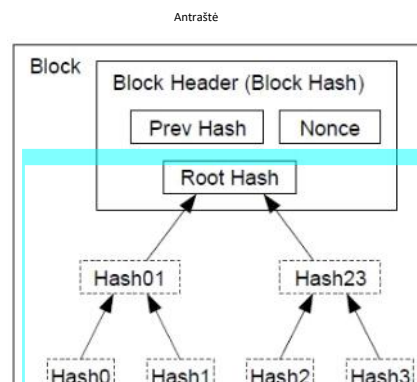 Antraštė
Block
Block Header (Block Hash)
Prev Hash Nonce
Root Hash
Hash01 Hash23
Hash0 Hash1 Hash2 Hash3